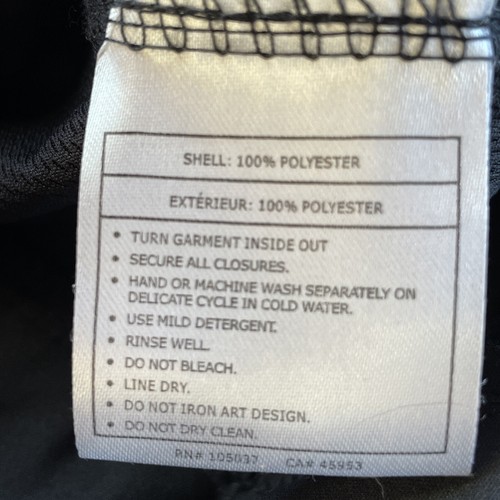 SHELL: 100% POLYESTER
EXTÉRIEUR: 100% POLYESTER
• TURN GARMENT INSIDE OUT
• SECURE ALL CLOSURES.
• HAND OR MACHINE WASH SEPARATELY ON
DELICATE CYCLE IN COLD WATER.
• USE MILD DETERGENT.
• RINSE WELL.
• DO NOT BLEACH.
• LINE DRY.
• DO NOT IRON ART DESIGN.
• DO NOT DRY CLEAN.
RN# 105037 CA# 45953